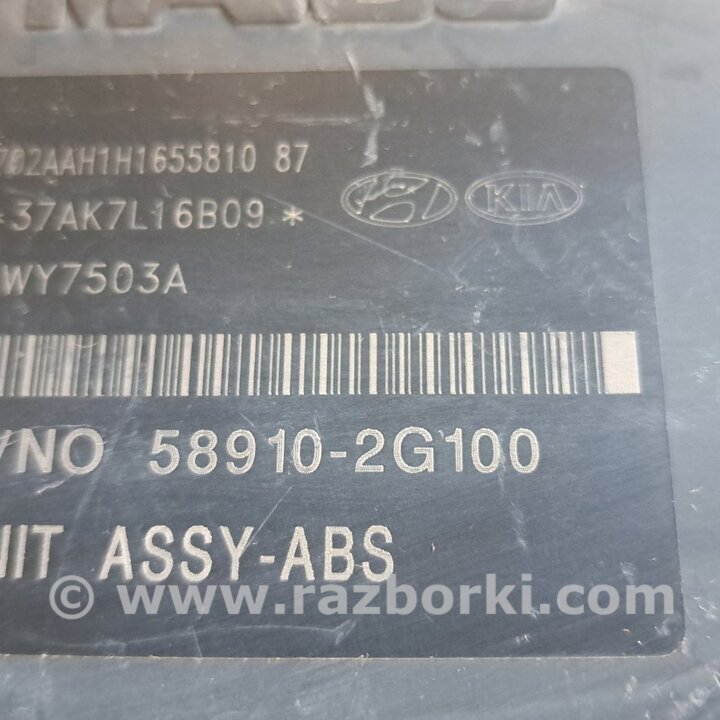 702AAH1H1655810 87
*37AK7L16B09*
KIA
WY7503A
/NO 58910-2G100
NIT ASSY-ABS
© www.razborki.com